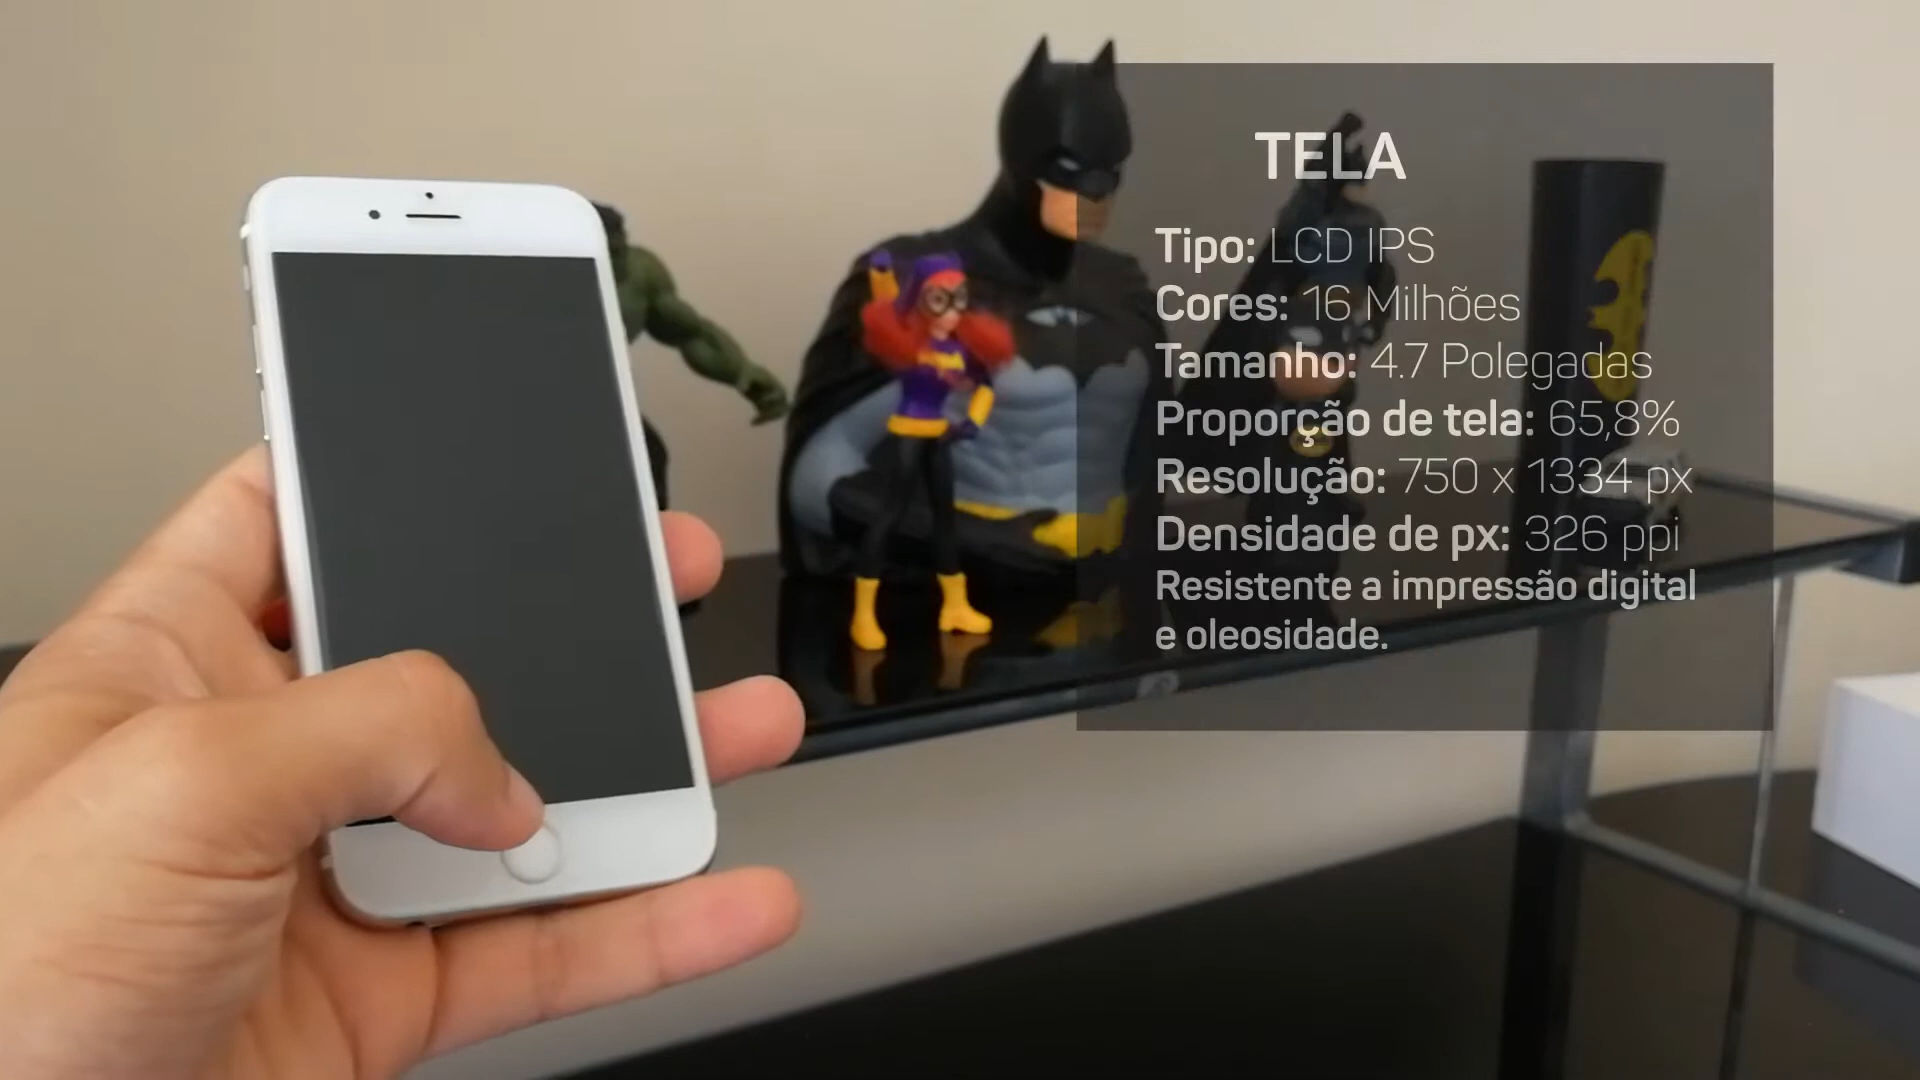 TELA
Tipo: LCD IPS
Cores: 16 Milhões
Tamanho: 4.7 Polegadas
Proporção de tela: 65,8%
Resolução: 750 x 1334 px
Densidade de px: 326 ppi
Resistente a impressão digital
e oleosidade.